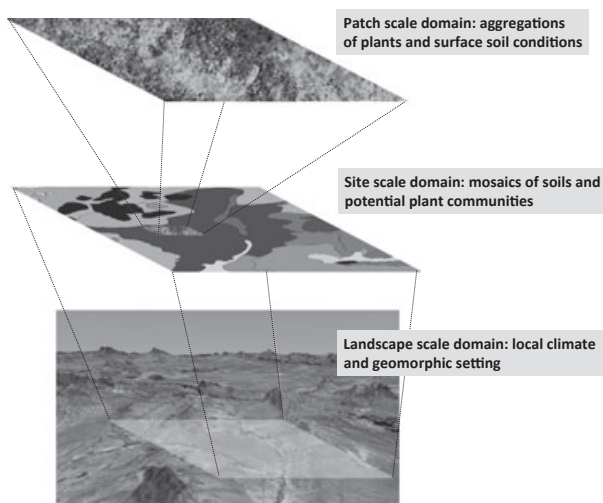 Patch scale domain: aggregations
of plants and surface soil conditions
Site scale domain: mosaics of soils and
potential plant communities
Landscape scale domain: local climate
and geomorphic setting